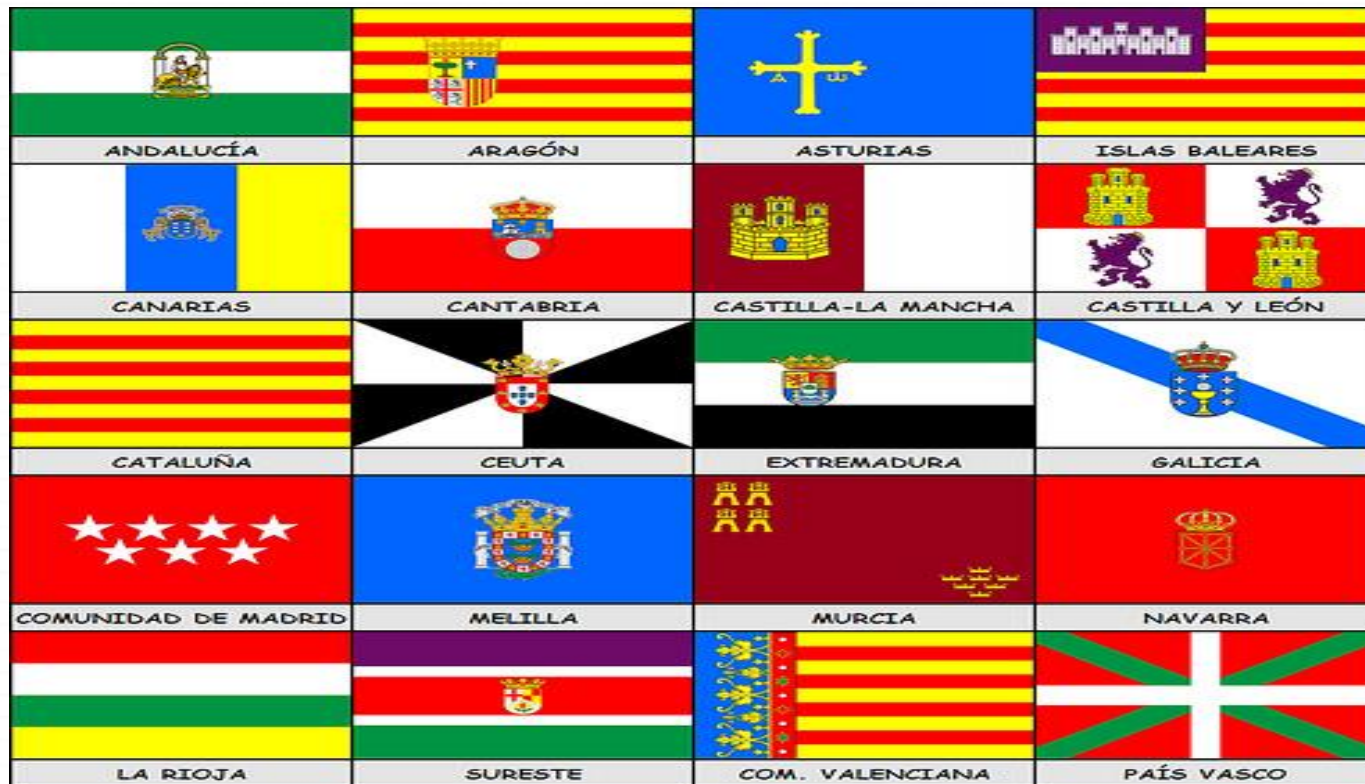 ANDALUCÍA ARAGÓN ASTURIAS ISLAS BALEARES
CANARIAS CANTABRIA CASTILLA-LA MANCHA CASTILLA Y LEÓN
CATALUÑA CEUTA EXTREMADURA GALICIA
COMUNIDAD DE MADRID MELILLA MURCIA NAVARRA
LA RIOJA SURESTE COM. VALENCIANA PAÍS VASCO